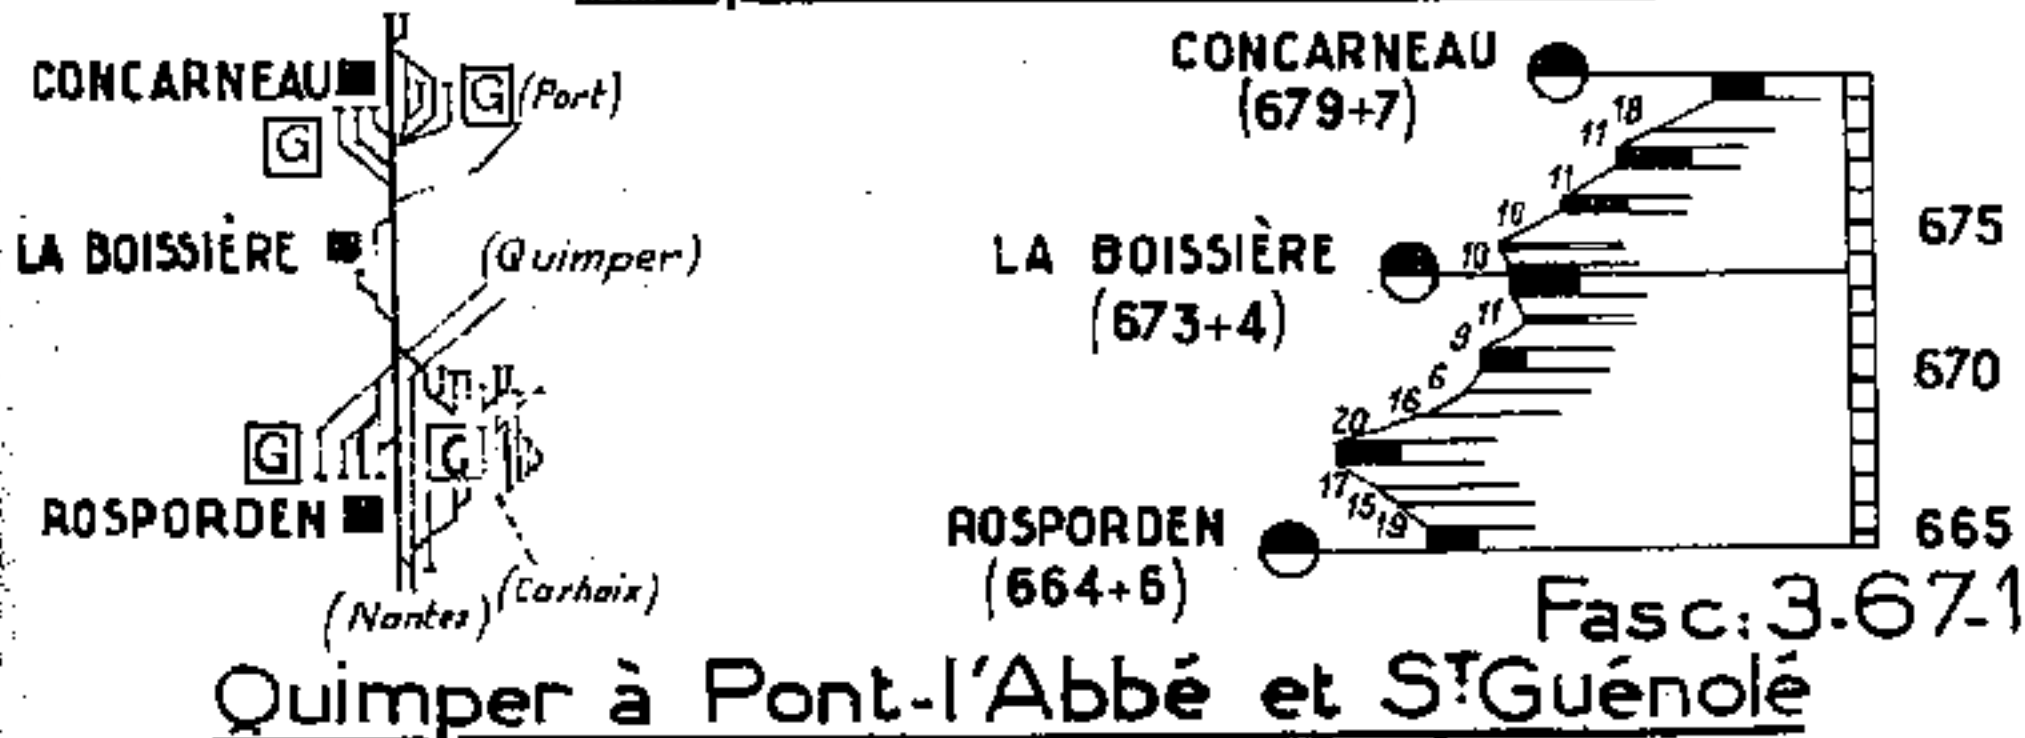 CONCARNEAU
G (Port)
G
LA BOISSIÈRE
(Quimper)
G
G
ROSPORDEN
(Nantes)
(Carhaix)
CONCARNEAU
(679+7)
18
11
11
10
675
LA BOISSIÈRE
10
(673+4)
11
9
670
6
16
20
17
15
19
ROSPORDEN
665
(664+6)
Fasc: 3.67-1
Quimper à Pont-l'Abbé et Sᵀ Guénolé